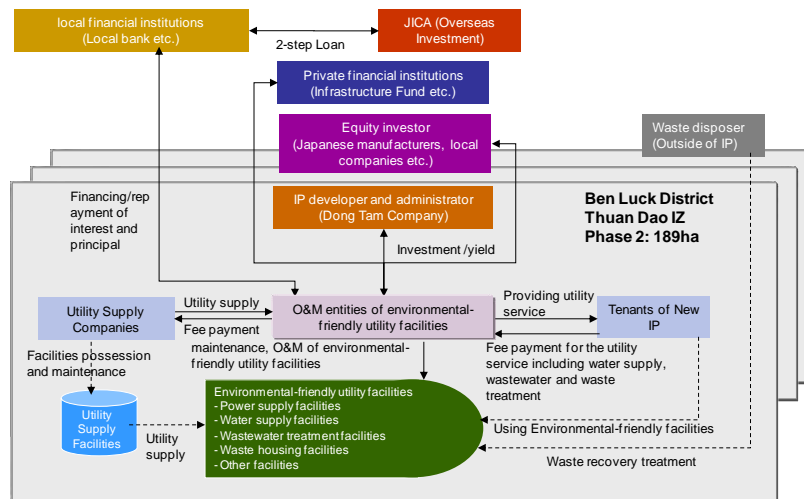 local financial institutions
(Local bank etc.)
JICA (Overseas
Investment)
2-step Loan
Private financial institutions
(Infrastructure Fund etc.)
Equity investor
(Japanese manufacturers, local
companies etc.)
Waste disposer
(Outside of IP)
Financing/rep
ayment of
interest and
principal
IP developer and administrator
(Dong Tam Company)
Ben Luck District
Thuan Dao IZ
Phase 2: 189ha
Investment /yield
Utility Supply
Companies
Utility supply
O&M entities of environmental-
friendly utility facilities
Providing utility
service
Tenants of New
IP
Fee payment
maintenance, O&M of environmental-
friendly utility facilities
Fee payment for the utility
service including water supply,
wastewater and waste
treatment
Facilities possession
and maintenance
Utility
Supply
Facilities
Utility
supply
Environmental-friendly utility facilities
- Power supply facilities
- Water supply facilities
- Wastewater treatment facilities
- Waste housing facilities
- Other facilities
Using Environmental-friendly facilities
Waste recovery treatment